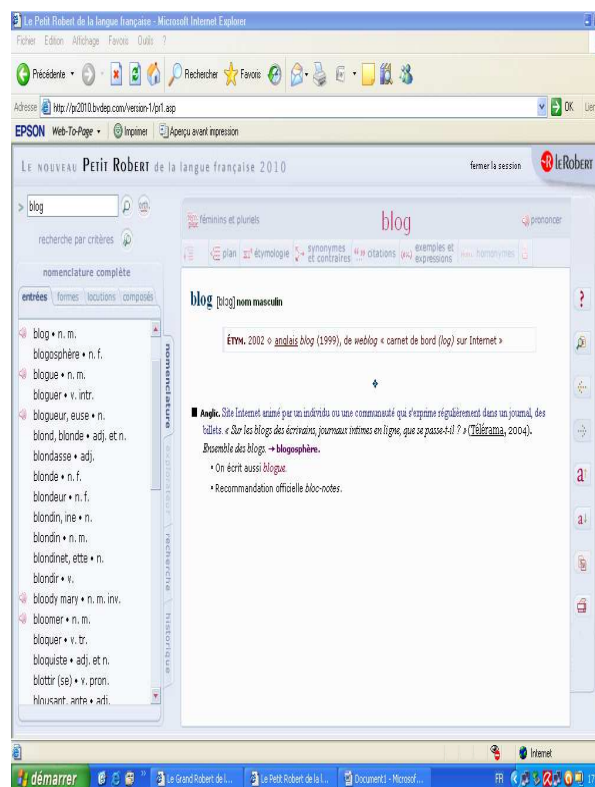 Le Petit Robert de la langue française - Microsoft Internet Explorer
Fichier Edition Affichage Favoris Outils ?
Précédente Rechercher Favoris
Adresse http://pr2010.bvdep.com/version-1/pr1.asp OK Lier
EPSON Web-To-Page Imprimer Aperçu avant impression
LE NOUVEAU PETIT ROBERT de la langue française 2010 fermer la session leRobert
> blog
recherche par critères
nomenclature complète
entrées formes locutions composés
blog • n. m.
blogosphère • n. f.
blogue • n. m.
bloguer • v. intr.
blogueur, euse • n.
blond, blonde • adj. et n.
blondasse • adj.
blonde • n. f.
blondeur • n. f.
blondin, ine • n.
blondin • n. m.
blondinet, ette • n.
blondir • v.
bloody mary • n. m. inv.
bloomer • n. m.
bloquer • v. tr.
bloquiste • adj. et n.
blottir (se) • v. pron.
blousant, ante • adj.
nomenclature
explorateur
recherche
historique
féminins et pluriels blog prononcer
plan étymologie synonymes et contraires citations exemples et expressions homonymes
blog [blɔg] nom masculin
ÉTYM. 2002 ◊ anglais blog (1999), de weblog « carnet de bord (log) sur Internet »
■ Anglic. Site Internet animé par un individu ou une communauté qui s'exprime régulièrement dans un journal, des
billets. « Sur les blogs des écrivains, journaux intimes en ligne, que se passe-t-il ? » (Télérama, 2004).
Ensemble des blogs. → blogosphère.
• On écrit aussi blogue.
• Recommandation officielle bloc-notes.
?
a
a
Internet
démarrer Le Grand Robert de l... Le Petit Robert de la l... Document1 - Microsof... FR 17